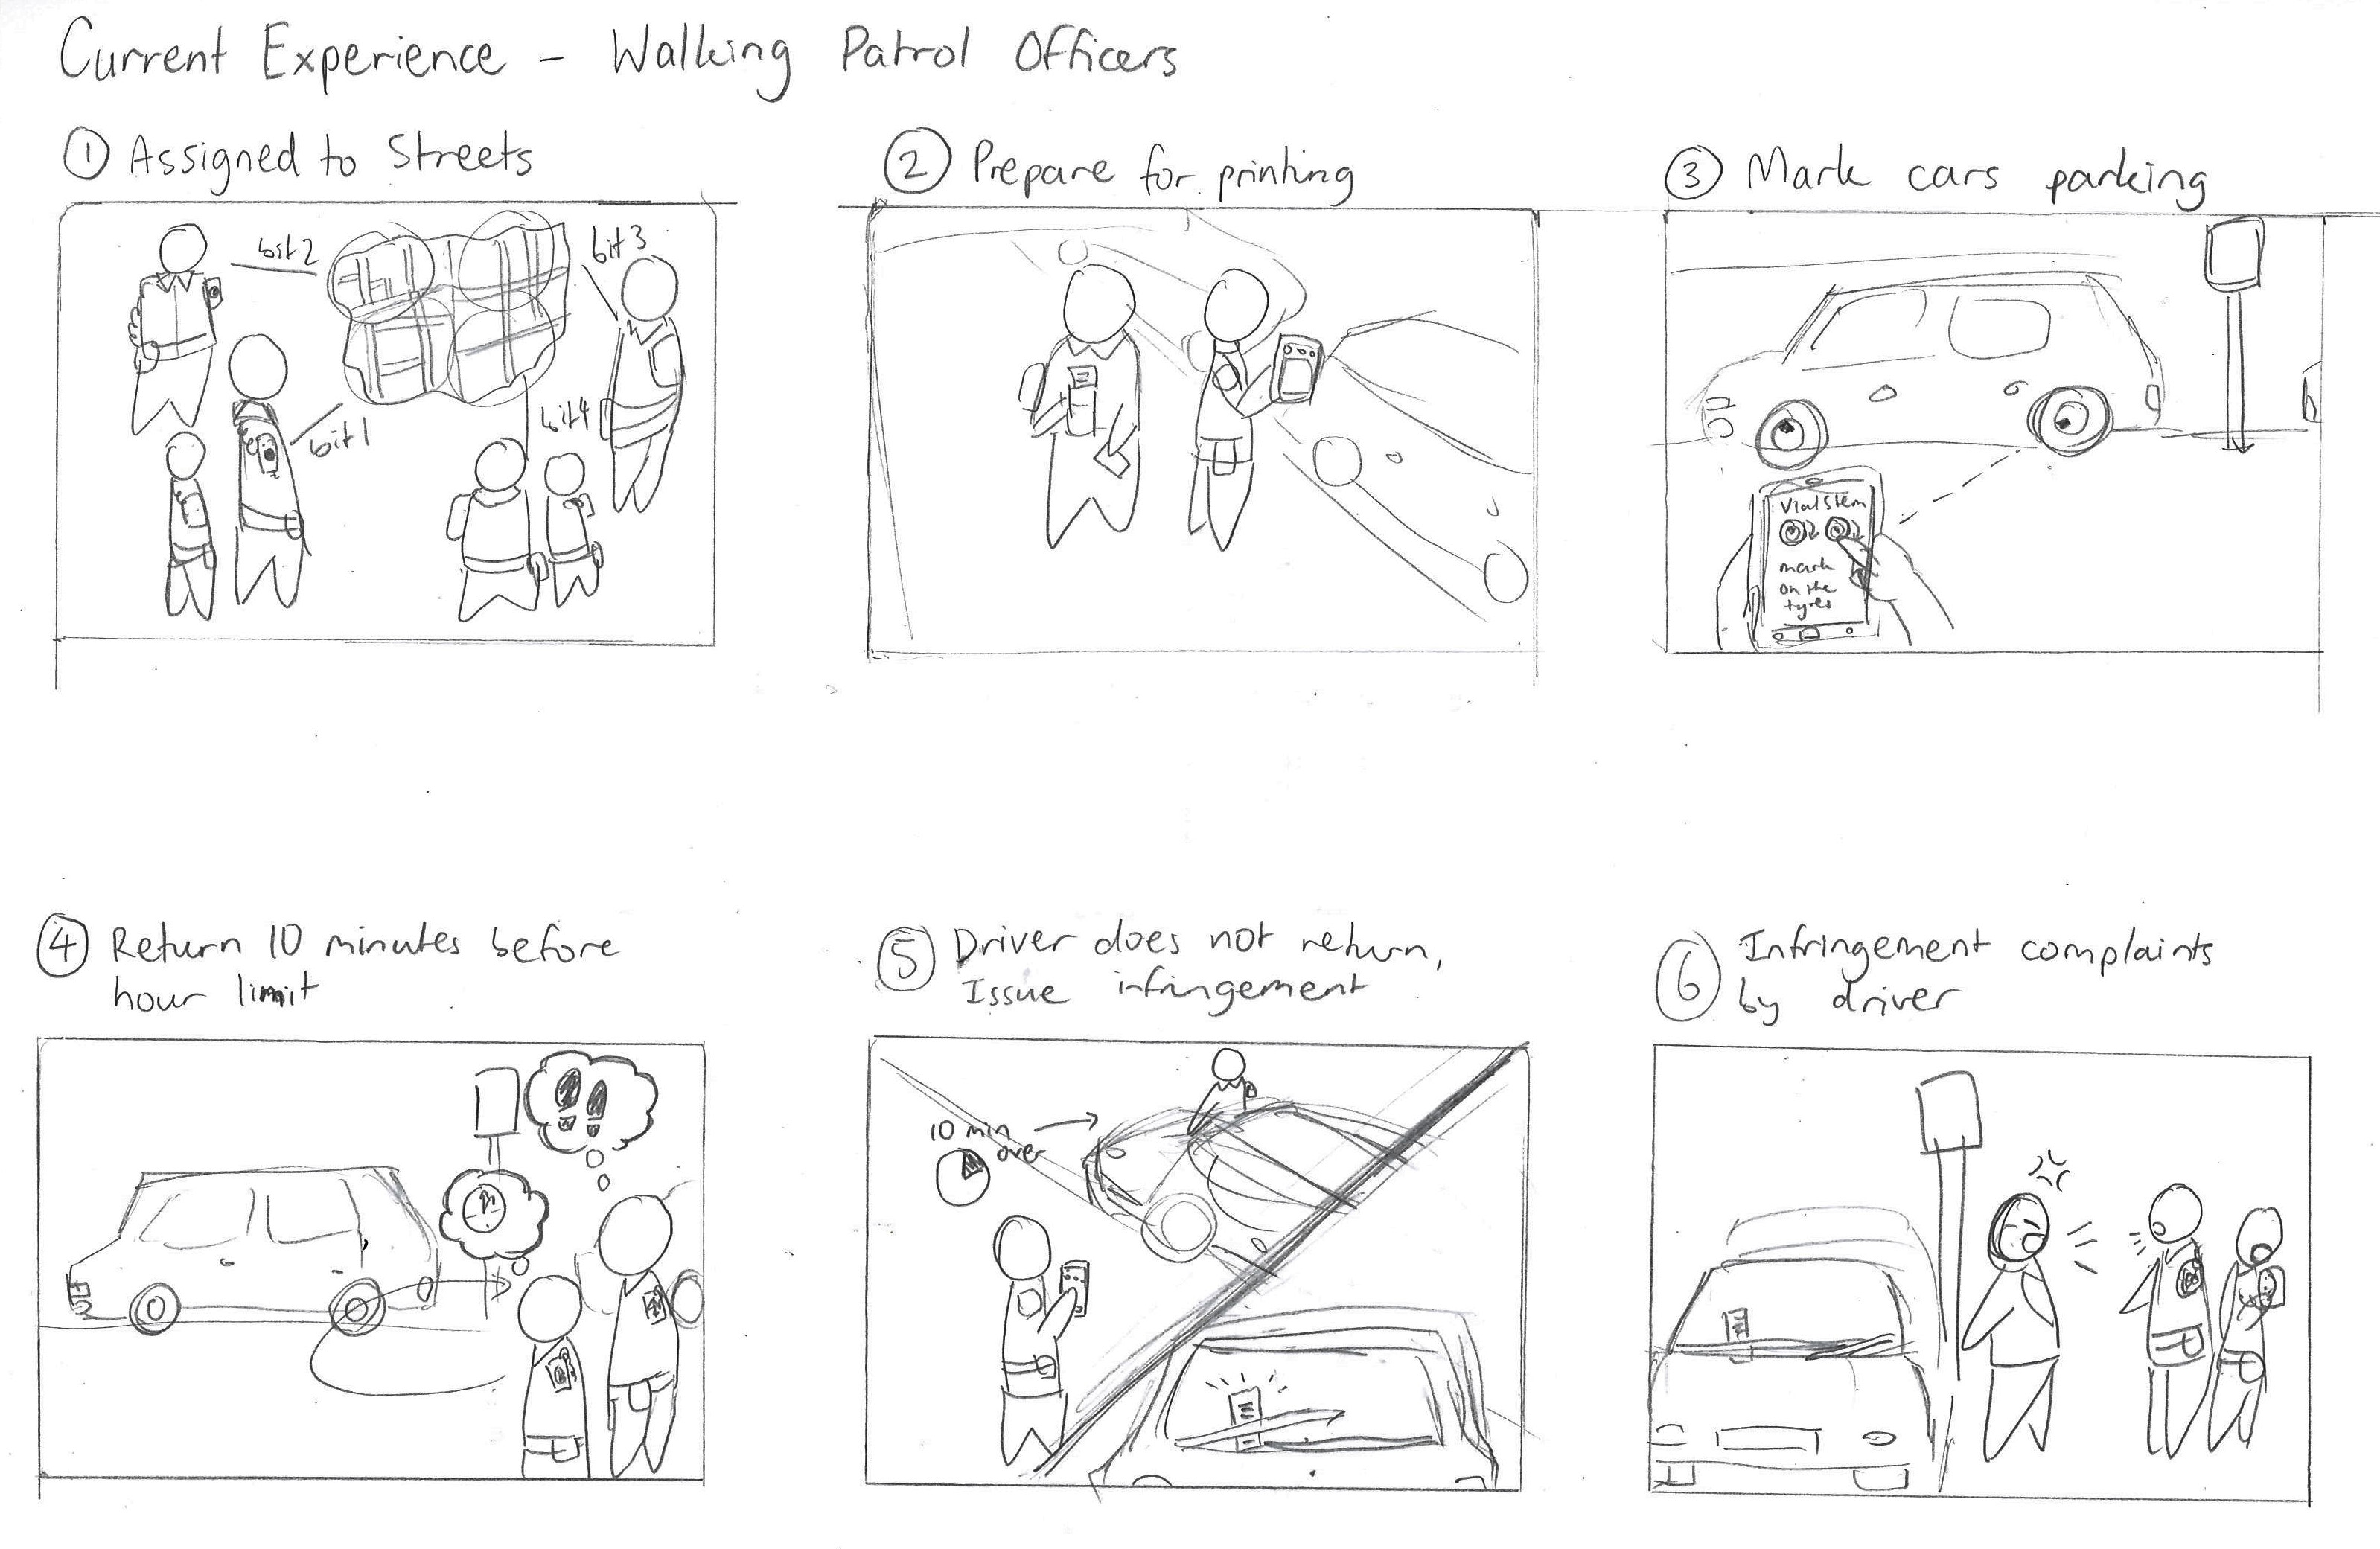 Current Experience - Walking Patrol Officers
1 Assigned to Streets
bit 2
bit 3
bit 1
bit 4
2 Prepare for printing
3 Mark cars parking
mark
on the
tyres
4 Return 10 minutes before
hour limit
5 Driver does not return,
Issue infringement
10 min
over
6 Infringement complaints
by driver